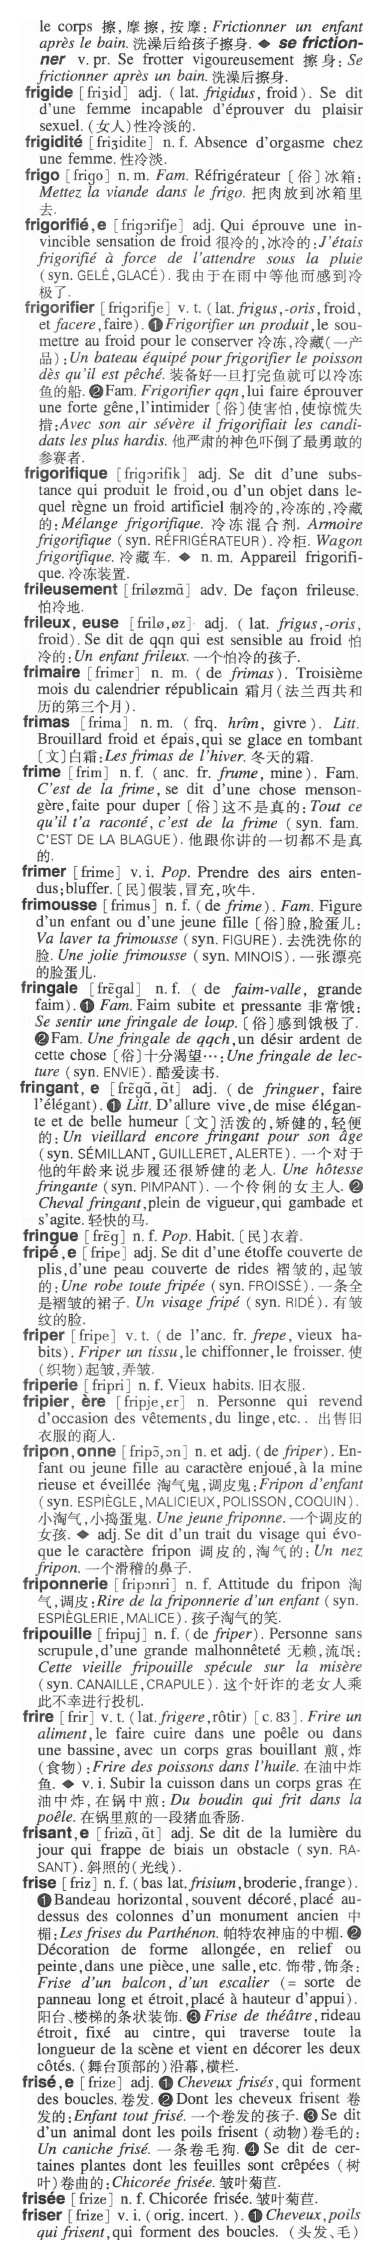 le corps 擦,摩擦,按摩: Frictionner un enfant
après le bain. 洗澡后给孩子擦身. ◆ se friction-
ner v. pr. Se frotter vigoureusement 擦身: Se
frictionner après un bain. 洗澡后擦身.
frigide [friʒid] adj. (lat. frigidus, froid). Se dit
d'une femme incapable d'éprouver du plaisir
sexuel. (女人)性冷淡的.
frigidité [friʒidite] n. f. Absence d'orgasme chez
une femme. 性冷淡.
frigo [frigo] n. m. Fam. Réfrigérateur〔俗〕冰箱:
Mettez la viande dans le frigo. 把肉放到冰箱里
去.
frigorifié,e [frigɔrifje] adj. Qui éprouve une in-
vincible sensation de froid 很冷的,冰冷的:J'étais
frigorifié à force de l'attendre sous la pluie
(syn. GELÉ,GLACÉ). 我由于在雨中等他而感到冷
极了.
frigorifier [frigɔrifje] v. t. (lat. frigus,-oris,froid,
et facere,faire). ❶Frigorifier un produit,le sou-
mettre au froid pour le conserver 冷冻,冷藏(一产
品):Un bateau équipé pour frigorifier le poisson
dès qu'il est pêché. 装备好一旦打完鱼就可以冷冻
鱼的船. ❷Fam. Frigorifier qqn,lui faire éprouver
une forte gêne,l'intimider〔俗〕使害怕,使惊慌失
措:Avec son air sévère il frigorifiait les candi-
dats les plus hardis. 他严肃的神色吓倒了最勇敢的
参赛者.
frigorifique [frigɔrifik] adj. Se dit d'une subs-
tance qui produit le froid,ou d'un objet dans le-
quel règne un froid artificiel 制冷的,冷冻的,冷藏
的:Mélange frigorifique. 冷冻混合剂. Armoire
frigorifique (syn. RÉFRIGÉRATEUR). 冷柜. Wagon
frigorifique. 冷藏车. ◆ n. m. Appareil frigorifi-
que. 冷冻装置.
frileusement [friløzmɑ̃] adv. De façon frileuse.
怕冷地.
frileux, euse [frilø,øz] adj. ( lat. frigus,-oris,
froid). Se dit de qqn qui est sensible au froid 怕
冷的:Un enfant frileux. 一个怕冷的孩子.
frimaire [frimɛr] n. m. ( de frimas). Troisième
mois du calendrier républicain 霜月(法兰西共和
历的第三个月).
frimas [frima] n. m. ( frq. hrîm, givre). Litt.
Brouillard froid et épais,qui se glace en tombant
〔文〕白霜:Les frimas de l'hiver. 冬天的霜.
frime [frim] n. f. ( anc. fr. frume, mine). Fam.
C'est de la frime, se dit d'une chose menson-
gère,faite pour duper〔俗〕这不是真的:Tout ce
qu'il t'a raconté, c'est de la frime ( syn. fam.
C'EST DE LA BLAGUE). 他跟你讲的一切都不是真
的.
frimer [frime] v. i. Pop. Prendre des airs enten-
dus;bluffer.〔民〕假装,冒充,吹牛.
frimousse [frimus] n. f. ( de frime). Fam. Figure
d'un enfant ou d'une jeune fille〔俗〕脸,脸蛋儿:
Va laver ta frimousse (syn. FIGURE). 去洗洗你的
脸. Une jolie frimousse (syn. MINOIS). 一张漂亮
的脸蛋儿.
fringale [frɛ̃gal] n. f. ( de faim-valle, grande
faim). ❶ Fam. Faim subite et pressante 非常饿:
Se sentir une fringale de loup.〔俗〕感到饿极了.
❷Fam. Une fringale de qqch,un désir ardent de
cette chose〔俗〕十分渴望…:Une fringale de lec-
ture (syn. ENVIE). 酷爱读书.
fringant, e [frɛ̃gɑ̃,ɑ̃t] adj. ( de fringuer, faire
l'élégant). ❶ Litt. D'allure vive,de mise élégan-
te et de belle humeur〔文〕活泼的,矫健的,轻便
的: Un vieillard encore fringant pour son âge
(syn. SÉMILLANT,GUILLERET,ALERTE). 一个对于
他的年龄来说步履还很矫健的老人. Une hôtesse
fringante (syn. PIMPANT). 一个伶俐的女主人. ❷
Cheval fringant,plein de vigueur,qui gambade et
s'agite. 轻快的马.
fringue [frɛ̃g] n. f. Pop. Habit.〔民〕衣着.
fripé,e [fripe] adj. Se dit d'une étoffe couverte de
plis,d'une peau couverte de rides 褶皱的,起皱
的:Une robe toute fripée (syn. FROISSÉ). 一条全
是褶皱的裙子. Un visage fripé (syn. RIDÉ). 有皱
纹的脸.
friper [fripe] v. t. ( de l'anc. fr. frepe, vieux ha-
bits). Friper un tissu,le chiffonner,le froisser. 使
(织物)起皱,弄皱.
friperie [fripri] n. f. Vieux habits. 旧衣服.
fripier, ère [fripje,ɛr] n. Personne qui revend
d'occasion des vêtements,du linge,etc.. 出售旧
衣服的商人.
fripon,onne [fripɔ̃,ɔn] n. et adj. (de friper). En-
fant ou jeune fille au caractère enjoué,à la mine
rieuse et éveillée 淘气鬼,调皮鬼:Fripon d'enfant
(syn. ESPIÈGLE,MALICIEUX,POLISSON,COQUIN).
小淘气,小捣蛋鬼. Une jeune friponne. 一个调皮的
女孩. ◆ adj. Se dit d'un trait du visage qui évo-
que le caractère fripon 调皮的,淘气的:Un nez
fripon. 一个滑稽的鼻子.
friponnerie [fripɔnri] n. f. Attitude du fripon 淘
气,调皮:Rire de la friponnerie d'un enfant (syn.
ESPIÈGLERIE,MALICE). 孩子淘气的笑.
fripouille [fripuj] n. f. (de friper). Personne sans
scrupule,d'une grande malhonnêteté 无赖,流氓:
Cette vieille fripouille spécule sur la misère
(syn. CANAILLE,CRAPULE). 这个奸诈的老女人乘
此不幸进行投机.
frire [frir] v. t. (lat. frigere,rôtir) [c. 83]. Frire un
aliment,le faire cuire dans une poêle ou dans
une bassine,avec un corps gras bouillant 煎,炸
(食物):Frire des poissons dans l'huile. 在油中炸
鱼. ◆ v. i. Subir la cuisson dans un corps gras 在
油中炸,在锅中煎: Du boudin qui frit dans la
poêle. 在锅里煎的一段猪血香肠.
frisant,e [frizɑ̃,ɑ̃t] adj. Se dit de la lumière du
jour qui frappe de biais un obstacle (syn. RA-
SANT). 斜照的(光线).
frise [friz] n. f. (bas lat. frisium,broderie,frange).
❶Bandeau horizontal,souvent décoré,placé au-
dessus des colonnes d'un monument ancien 中
楣:Les frises du Parthénon. 帕特农神庙的中楣. ❷
Décoration de forme allongée, en relief ou
peinte,dans une pièce,une salle,etc. 饰带,饰条:
Frise d'un balcon, d'un escalier (= sorte de
panneau long et étroit,placé à hauteur d'appui).
阳台、楼梯的条状装饰. ❸Frise de théâtre,rideau
étroit, fixé au cintre, qui traverse toute la
longueur de la scène et vient en décorer les deux
côtés. (舞台顶部的)沿幕,横栏.
frisé,e [frize] adj. ❶ Cheveux frisés,qui forment
des boucles. 卷发. ❷ Dont les cheveux frisent 卷
发的:Enfant tout frisé. 一个卷发的孩子. ❸Se dit
d'un animal dont les poils frisent (动物)卷毛的:
Un caniche frisé. 一条卷毛狗. ❹ Se dit de cer-
taines plantes dont les feuilles sont crêpées (树
叶)卷曲的:Chicorée frisée. 皱叶菊苣.
frisée [frize] n. f. Chicorée frisée. 皱叶菊苣.
friser [frize] v. i. (orig. incert.). ❶Cheveux,poils
qui frisent,qui forment des boucles. (头发、毛)